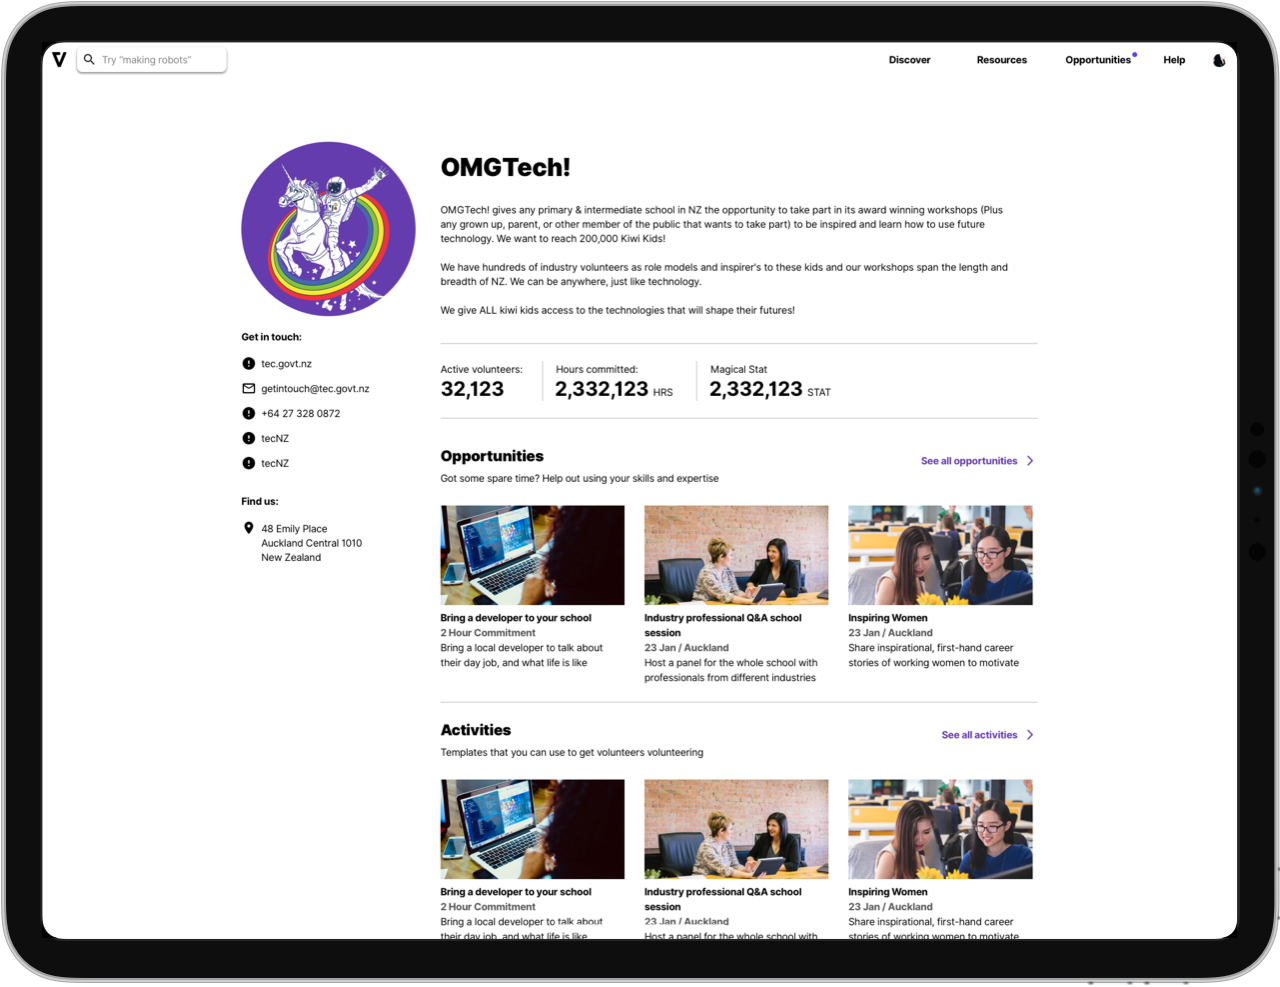 Try "making robots"
Discover
Resources
Opportunities
Help
OMGTech!
OMGTech! gives any primary & intermediate school in NZ the opportunity to take part in its award winning workshops (Plus
any grown up, parent, or other member of the public that wants to take part) to be inspired and learn how to use future
technology. We want to reach 200,000 Kiwi Kids!
We have hundreds of industry volunteers as role models and inspirer's to these kids and our workshops span the length and
breadth of NZ. We can be anywhere, just like technology.
We give ALL kiwi kids access to the technologies that will shape their futures!
Get in touch:
tec.govt.nz
getintouch@tec.govt.nz
+64 27 328 0872
tecNZ
tecNZ
Find us:
48 Emily Place
Auckland Central 1010
New Zealand
Active volunteers:
32,123
Hours committed:
2,332,123 HRS
Magical Stat
2,332,123 STAT
Opportunities
See all opportunities
Got some spare time? Help out using your skills and expertise
Bring a developer to your school
2 Hour Commitment
Bring a local developer to talk about
their day job, and what life is like
Industry professional Q&A school
session
23 Jan / Auckland
Host a panel for the whole school with
professionals from different industries
Inspiring Women
23 Jan / Auckland
Share inspirational, first-hand career
stories of working women to motivate
Activities
See all activities
Templates that you can use to get volunteers volunteering
Bring a developer to your school
2 Hour Commitment
Bring a local developer to talk about
their day job, and what life is like
Industry professional Q&A school
session
23 Jan / Auckland
Host a panel for the whole school with
Inspiring Women
23 Jan / Auckland
Share inspirational, first-hand career
stories of working women to motivate